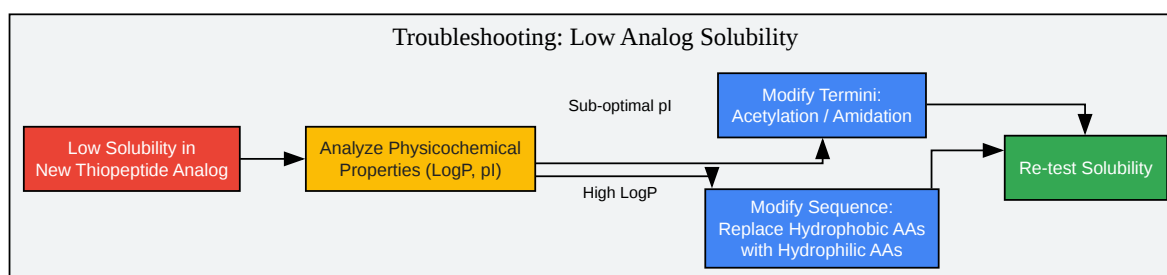 Troubleshooting: Low Analog Solubility
Low Solubility in
New Thiopeptide Analog
Analyze Physicochemical
Properties (LogP, pI)
Sub-optimal pI
High LogP
Modify Termini:
Acetylation / Amidation
Modify Sequence:
Replace Hydrophobic AAs
with Hydrophilic AAs
Re-test Solubility